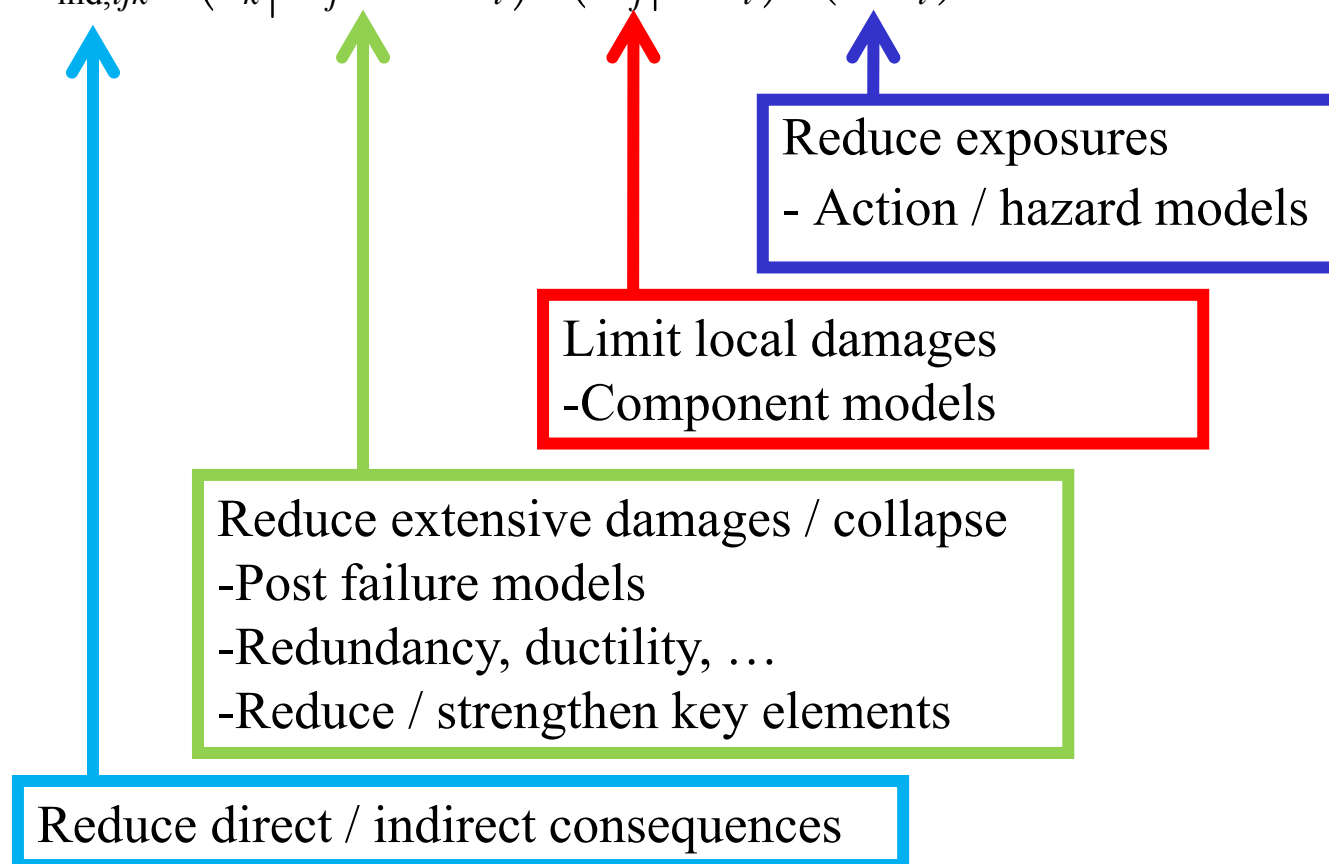 Reduce exposures
- Action / hazard models
Limit local damages
-Component models
Reduce extensive damages / collapse
-Post failure models
-Redundancy, ductility, …
-Reduce / strengthen key elements
Reduce direct / indirect consequences